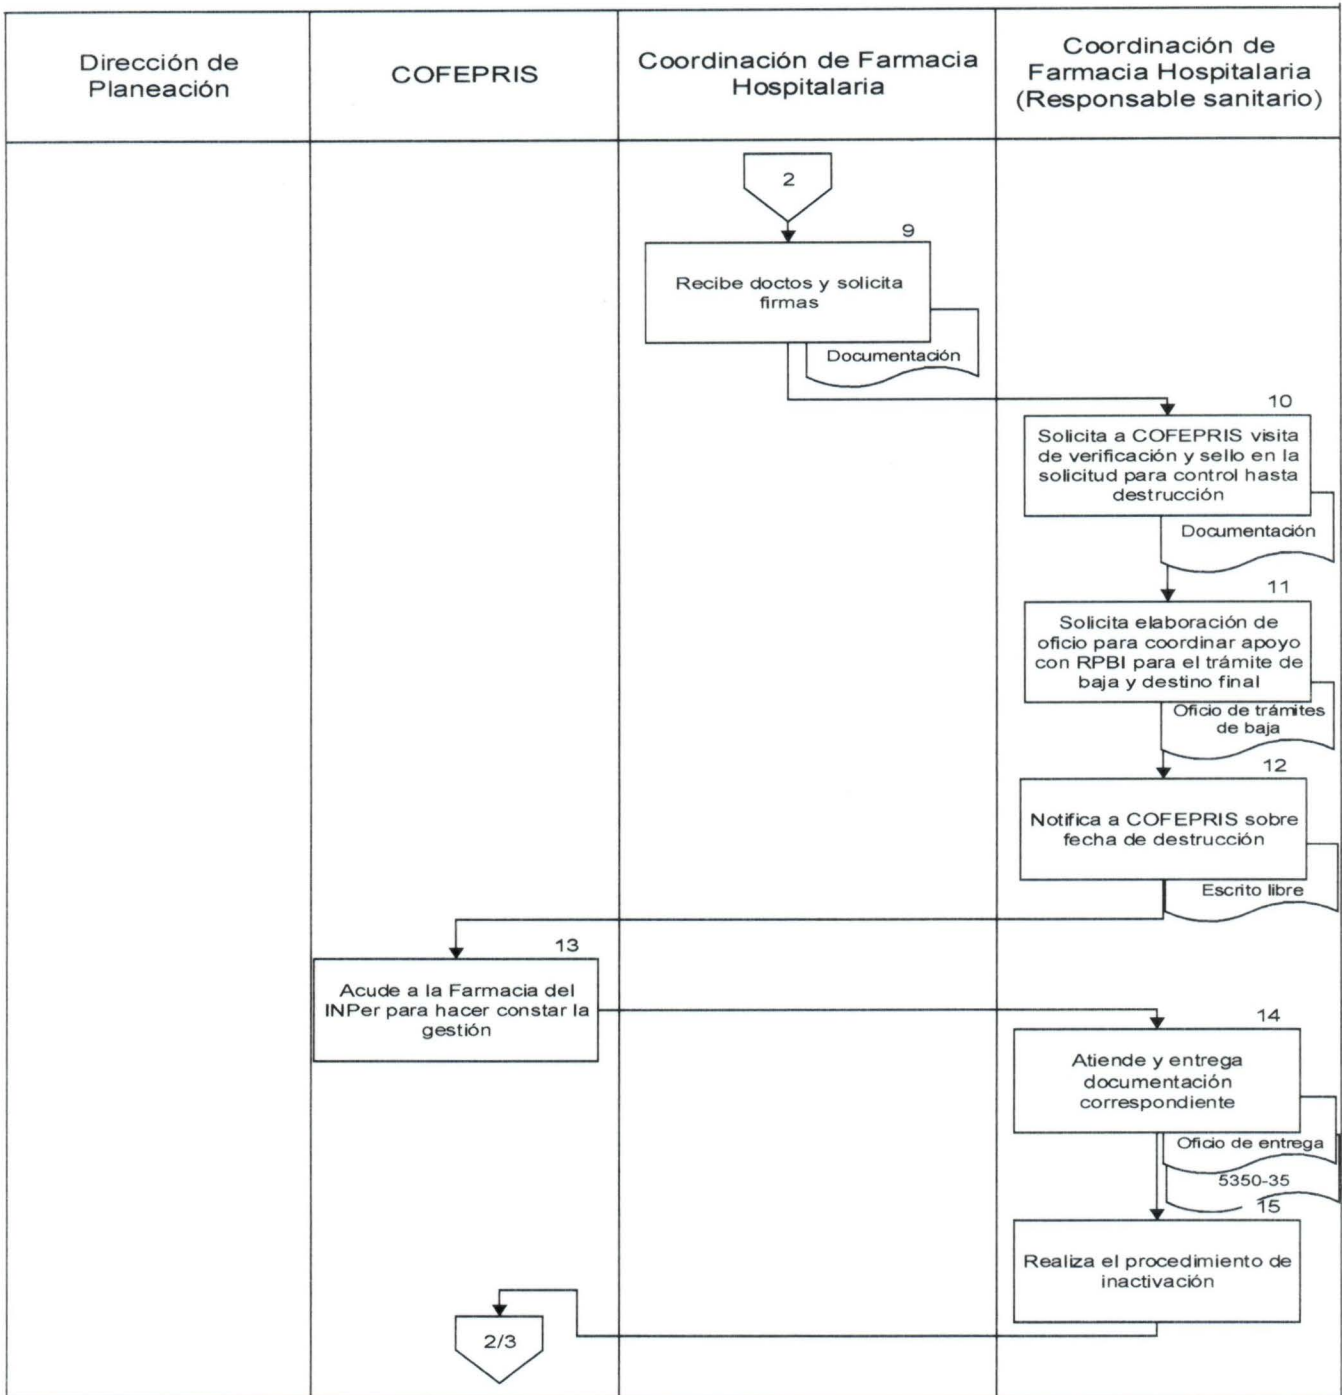 Dirección de
Planeación
COFEPRIS
Coordinación de Farmacia
Hospitalaria
Coordinación de
Farmacia Hospitalaria
(Responsable sanitario)
2
9
Recibe doctos y solicita
firmas
Documentación
10
Solicita a COFEPRIS visita
de verificación y sello en la
solicitud para control hasta
destrucción
Documentación
11
Solicita elaboración de
oficio para coordinar apoyo
con RPBI para el trámite de
baja y destino final
Oficio de trámites
de baja
12
Notifica a COFEPRIS sobre
fecha de destrucción
Escrito libre
13
Acude a la Farmacia del
INPer para hacer constar la
gestión
14
Atiende y entrega
documentación
correspondiente
Oficio de entrega
5350-35
15
Realiza el procedimiento de
inactivación
2/3